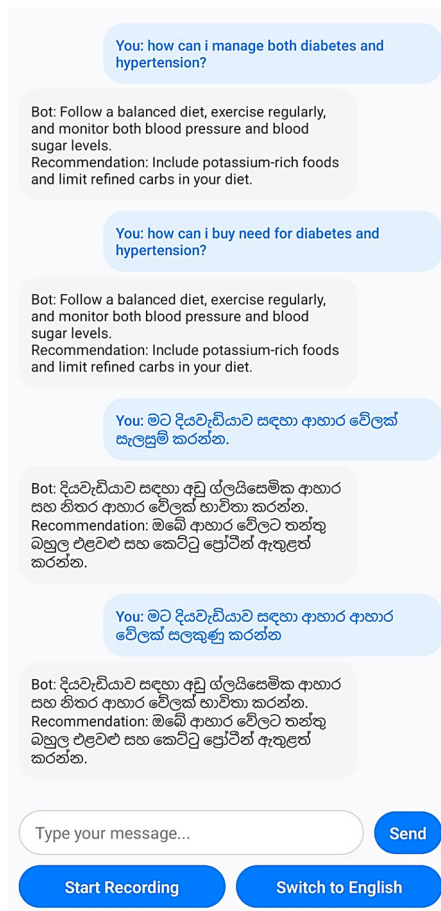 You: how can i manage both diabetes and
hypertension?
Bot: Follow a balanced diet, exercise regularly,
and monitor both blood pressure and blood
sugar levels.
Recommendation: Include potassium-rich foods
and limit refined carbs in your diet.
You: how can i buy need for diabetes and
hypertension?
Bot: Follow a balanced diet, exercise regularly,
and monitor both blood pressure and blood
sugar levels.
Recommendation: Include potassium-rich foods
and limit refined carbs in your diet.
You: මට දියවැඩියාව සඳහා ආහාර වේලක්
සැලසුම් කරන්න.
Bot: දියවැඩියාව සඳහා අඩු ග්ලයිසෙමික ආහාර
සහ නිතර ආහාර වේලක් භාවිතා කරන්න.
Recommendation: ඔබේ ආහාර වේලට තන්තු
බහුල එළවළු සහ කෙට්ටු ප්‍රෝටීන් ඇතුළත්
කරන්න.
You: මට දියවැඩියාව සඳහා ආහාර ආහාර
වේලක් සලකුණු කරන්න
Bot: දියවැඩියාව සඳහා අඩු ග්ලයිසෙමික ආහාර
සහ නිතර ආහාර වේලක් භාවිතා කරන්න.
Recommendation: ඔබේ ආහාර වේලට තන්තු
බහුල එළවළු සහ කෙට්ටු ප්‍රෝටීන් ඇතුළත්
කරන්න.
Type your message...
Send
Start Recording
Switch to English